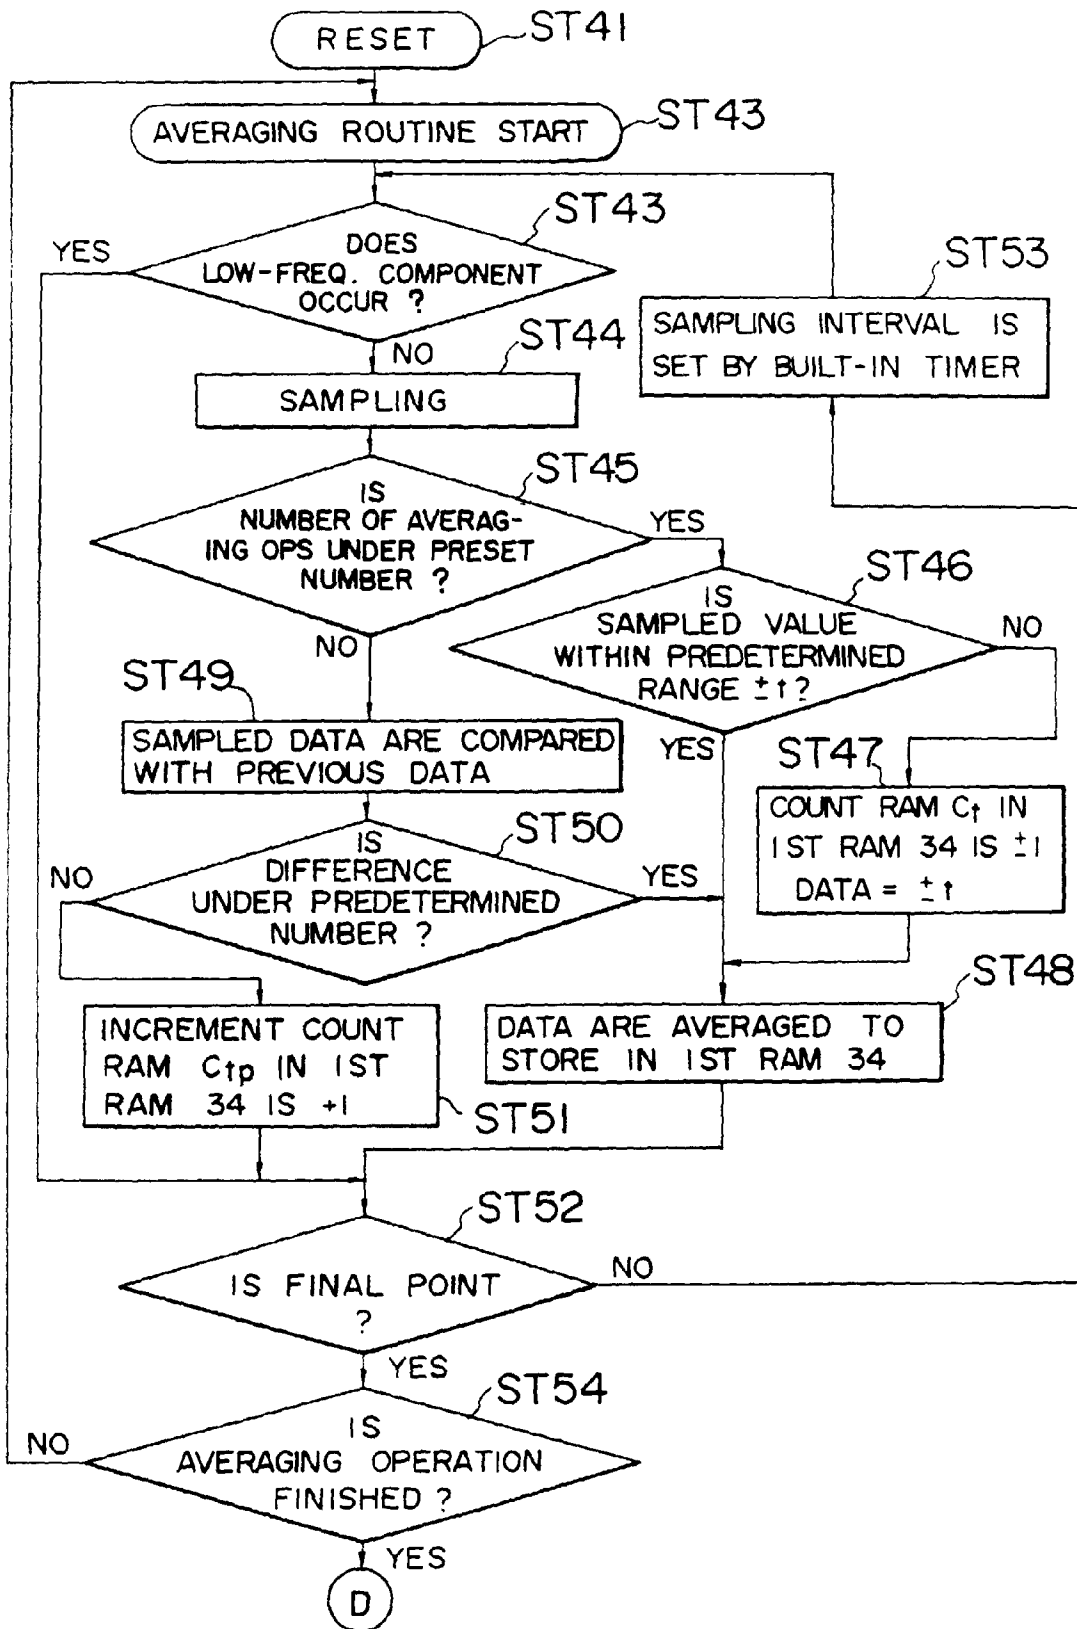 RESET
ST41
AVERAGING ROUTINE START
ST43
ST43
YES
DOES
LOW-FREQ. COMPONENT
OCCUR ?
NO
ST53
SAMPLING INTERVAL IS
SET BY BUILT-IN TIMER
ST44
SAMPLING
ST45
IS
NUMBER OF AVERAG-
ING OPS UNDER PRESET
NUMBER ?
YES
NO
ST46
IS
SAMPLED VALUE
WITHIN PREDETERMINED
RANGE ±t?
NO
YES
ST49
SAMPLED DATA ARE COMPARED
WITH PREVIOUS DATA
ST47
COUNT RAM Ct IN
1ST RAM 34 IS ±1
DATA = ±t
ST50
IS
DIFFERENCE
UNDER PREDETERMINED
NUMBER ?
NO
YES
ST48
DATA ARE AVERAGED TO
STORE IN 1ST RAM 34
INCREMENT COUNT
RAM Ctp IN 1ST
RAM 34 IS +1
ST51
ST52
IS FINAL POINT
?
NO
YES
ST54
IS
AVERAGING OPERATION
FINISHED ?
NO
YES
D